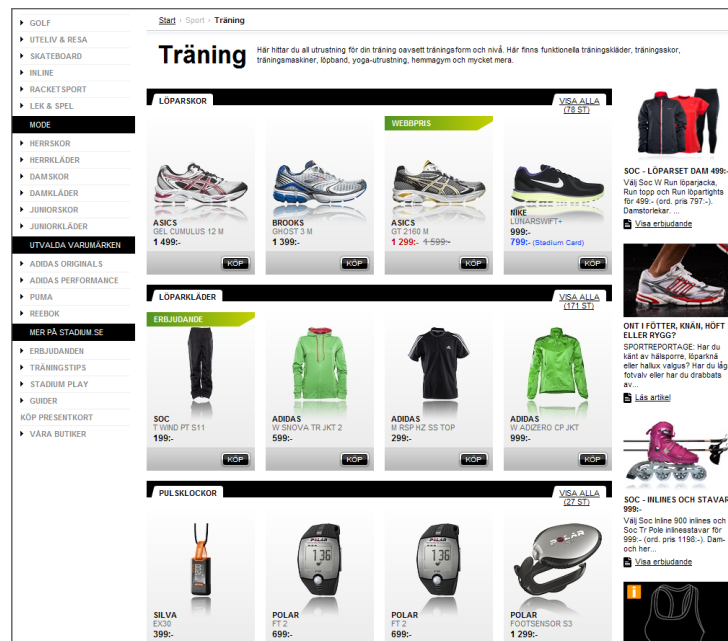 GOLF
UTELIV & RESA
SKATEBOARD
INLINE
RACKETSPORT
LEK & SPEL
MODE
HERRSKOR
HERRKLÄDER
DAMSKOR
DAMKLÄDER
JUNIORSKOR
JUNIORKLÄDER
UTVALDA VARUMÄRKEN
ADIDAS ORIGINALS
ADIDAS PERFORMANCE
PUMA
REEBOK
MER PÅ STADIUM.SE
ERBJUDANDEN
TRÄNINGSTIPS
STADIUM PLAY
GUIDER
KÖP PRESENTKORT
VÅRA BUTIKER
Start › Sport › Träning
Träning
Här hittar du all utrustning för din träning oavsett träningsform och nivå. Här finns funktionella träningskläder, träningsskor,
träningsmaskiner, löpband, yoga-utrustning, hemmagym och mycket mera.
LÖPARSKOR
VISA ALLA
(78 ST)
ASICS
GEL CUMULUS 12 M
1 499:-
KÖP
BROOKS
GHOST 3 M
1 399:-
KÖP
WEBBPRIS
ASICS
GT 2160 M
1 299:- 1 599:-
KÖP
NIKE
LUNARSWIFT+
999:-
799:- (Stadium Card)
KÖP
LÖPARKLÄDER
VISA ALLA
(171 ST)
ERBJUDANDE
SOC
T WIND PT S11
199:-
KÖP
ADIDAS
W SNOVA TR JKT 2
599:-
KÖP
ADIDAS
M RSP HZ SS TOP
299:-
KÖP
ADIDAS
W ADIZERO CP JKT
999:-
KÖP
PULSKLOCKOR
VISA ALLA
(27 ST)
SILVA
EX30
399:-
POLAR
136
POLAR
FT 2
699:-
POLAR
136
POLAR
FT 2
699:-
POLAR
POLAR
FOOTSENSOR S3
1 299:-
SOC - LÖPARSET DAM 499:-
Välj Soc W Run löparjacka,
Run topp och Run löpartights
för 499:- (ord. pris 797:-).
Damstorlekar. ...
Visa erbjudande
ONT I FÖTTER, KNÄN, HÖFT
ELLER RYGG?
SPORTREPORTAGE: Har du
känt av hälsporre, löparknä
eller hallux valgus? Har du låg
fotvalv eller har du drabbats
av...
Läs artikel
SOC - INLINES OCH STAVAR
999:-
Välj Soc Inline 900 inlines och
Soc Tr Pole inlinesstavar för
999:- (ord. pris 1198:-). Dam-
och her...
Visa erbjudande